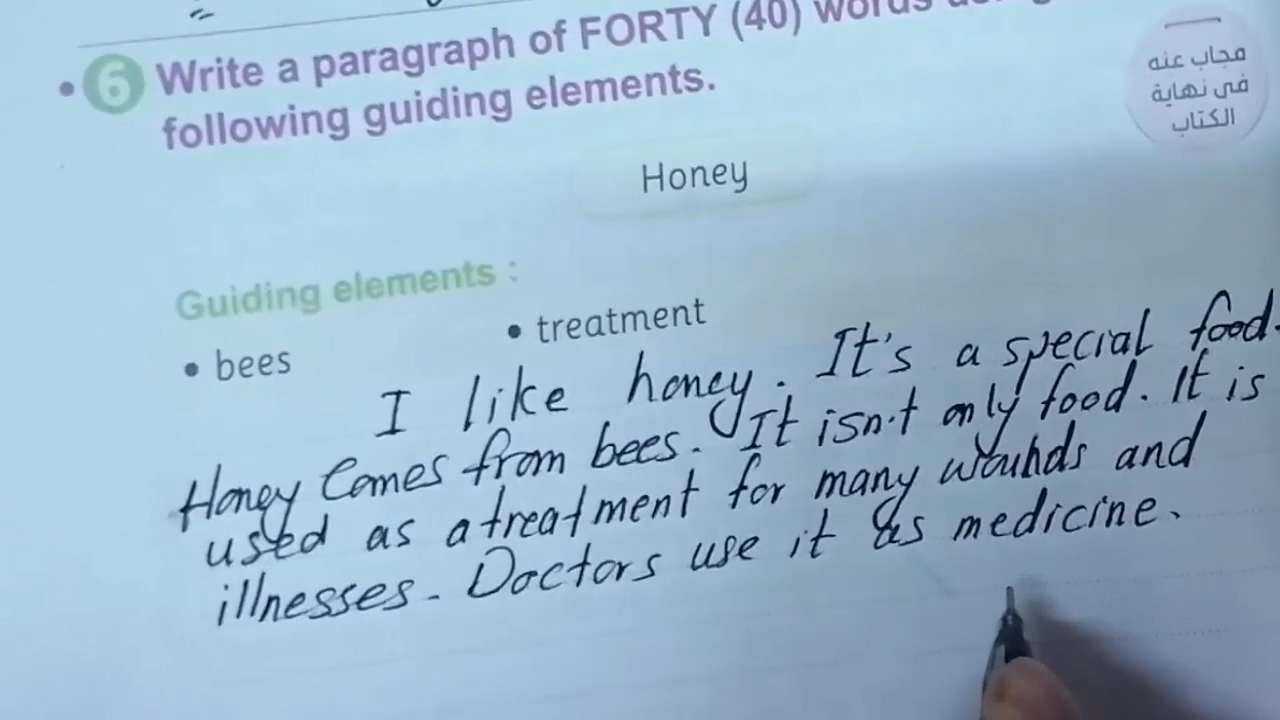 6 Write a paragraph of FORTY (40) words
following guiding elements.
مجاب عنه
فى نهاية
الكتاب
Honey
Guiding elements :
• bees
• treatment
I like honey. It's a special food.
Honey Comes from bees. It isn't only food. It is
used as a treatment for many wounds and
illnesses. Doctors use it as medicine.